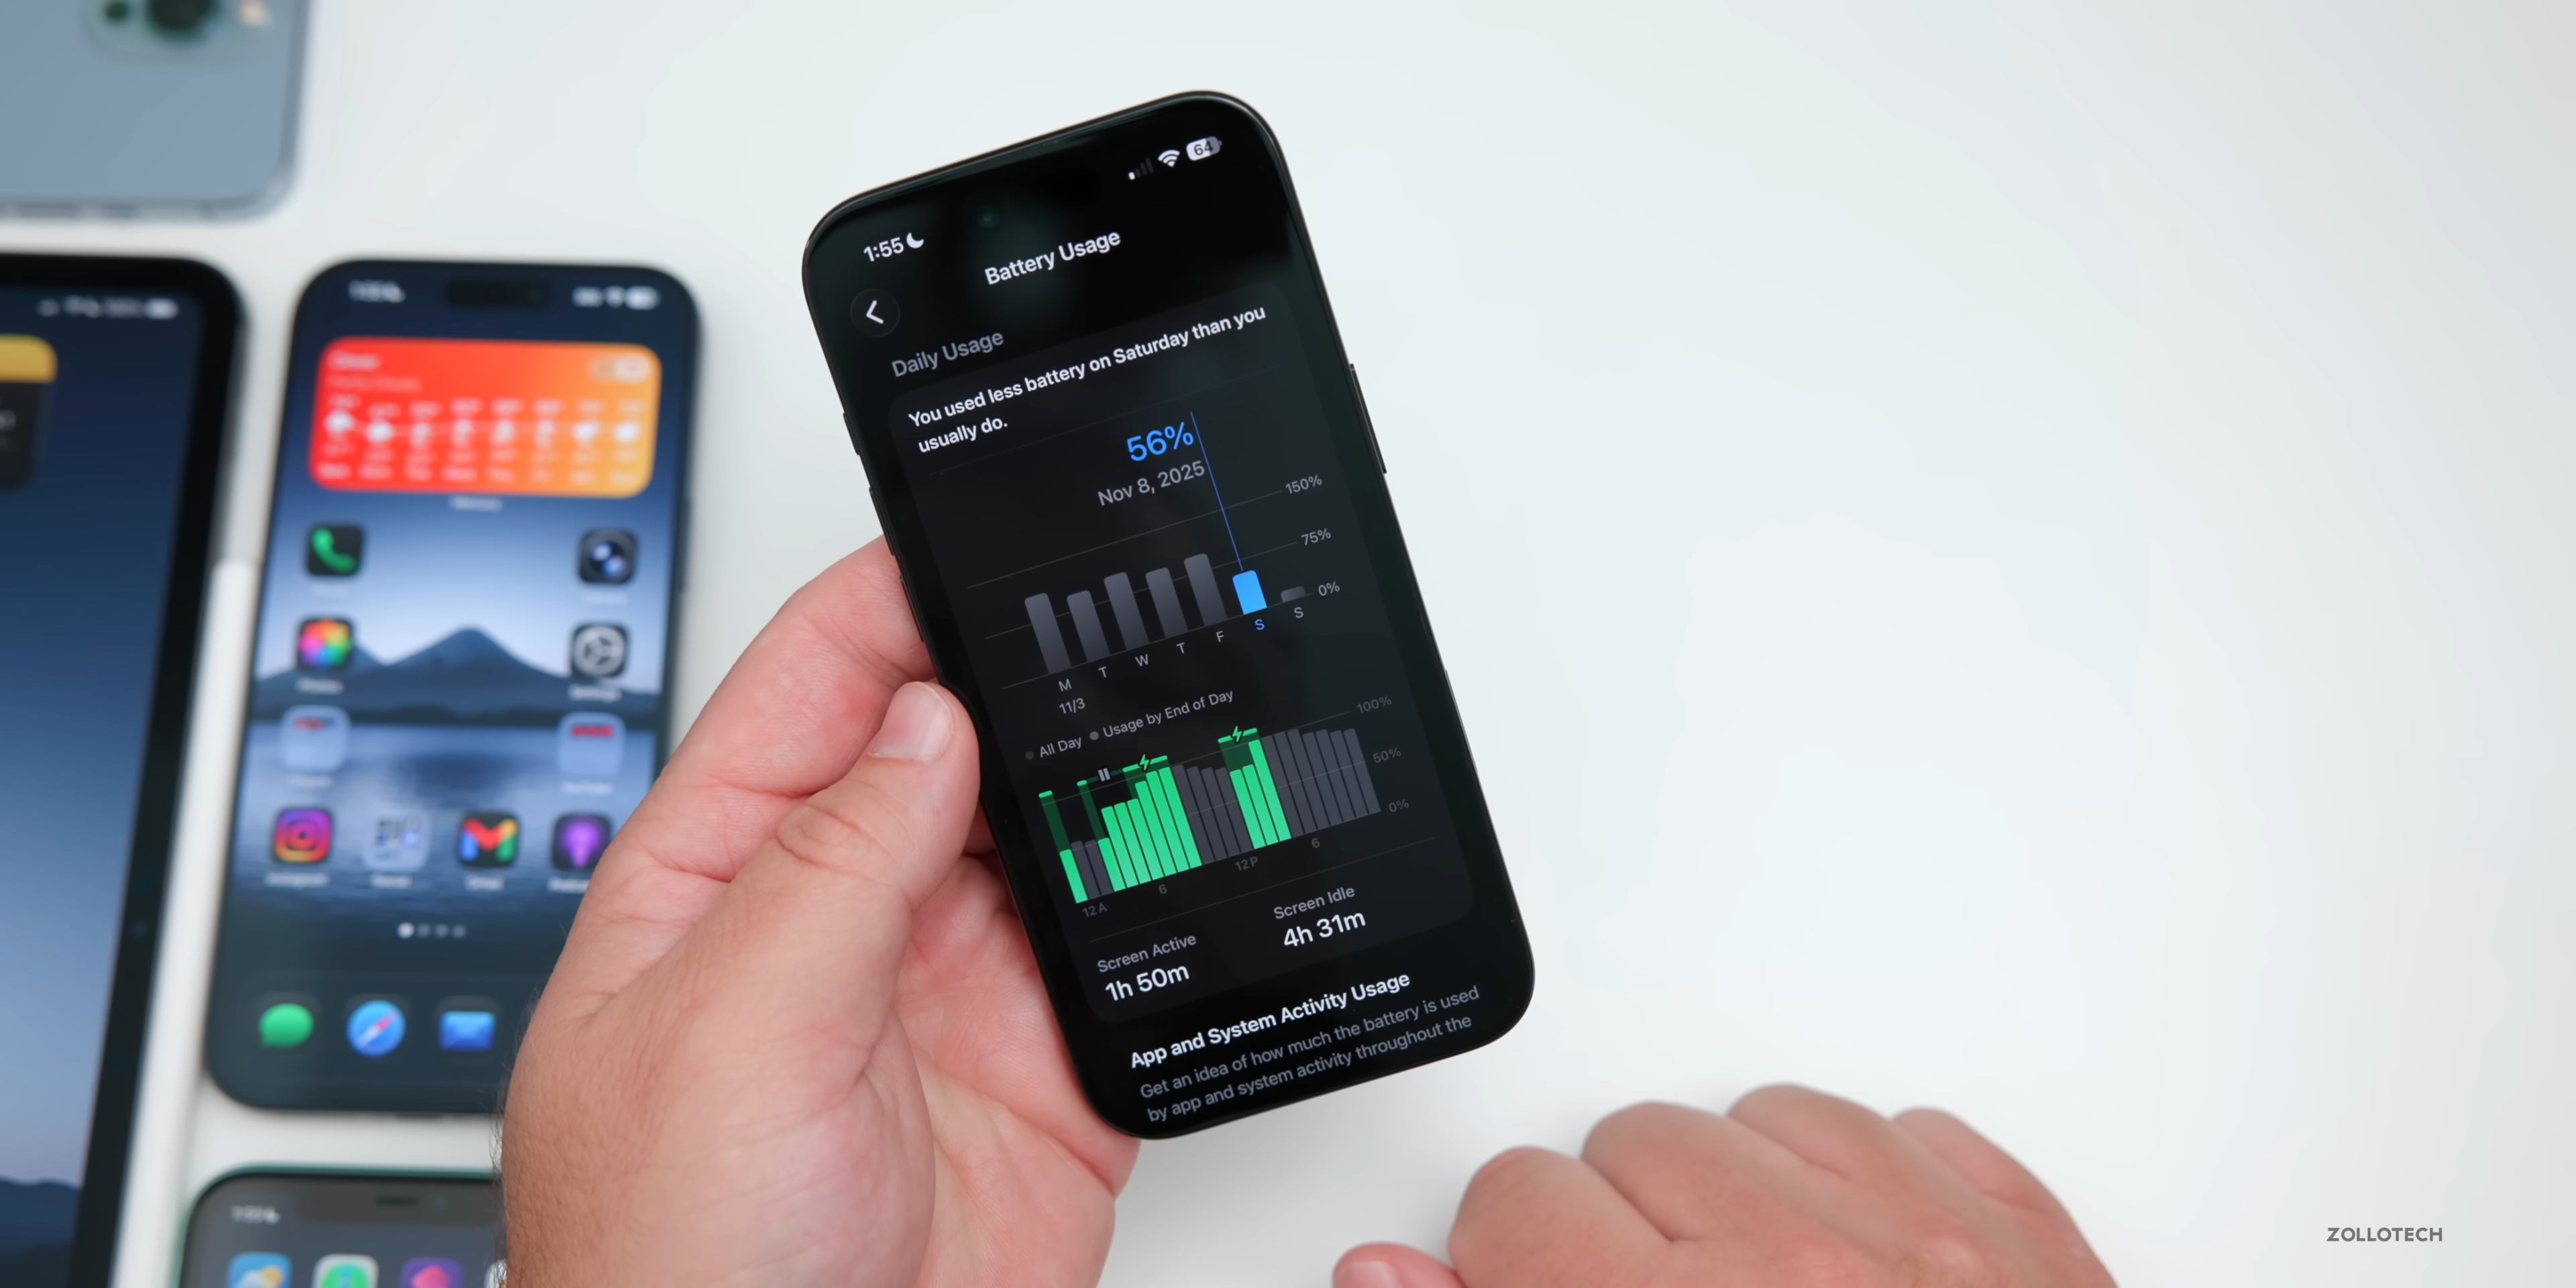 1:55
64
Battery Usage
Daily Usage
You used less battery on Saturday than you
usually do.
56%
Nov 8, 2025
150%
75%
0%
M
T
W
T
F
S
S
11/3
All Day
Usage by End of Day
100%
50%
0%
12 A
6
12 P
6
Screen Active
1h 50m
Screen Idle
4h 31m
App and System Activity Usage
Get an idea of how much the battery is used
by app and system activity throughout the
ZOLLOTECH